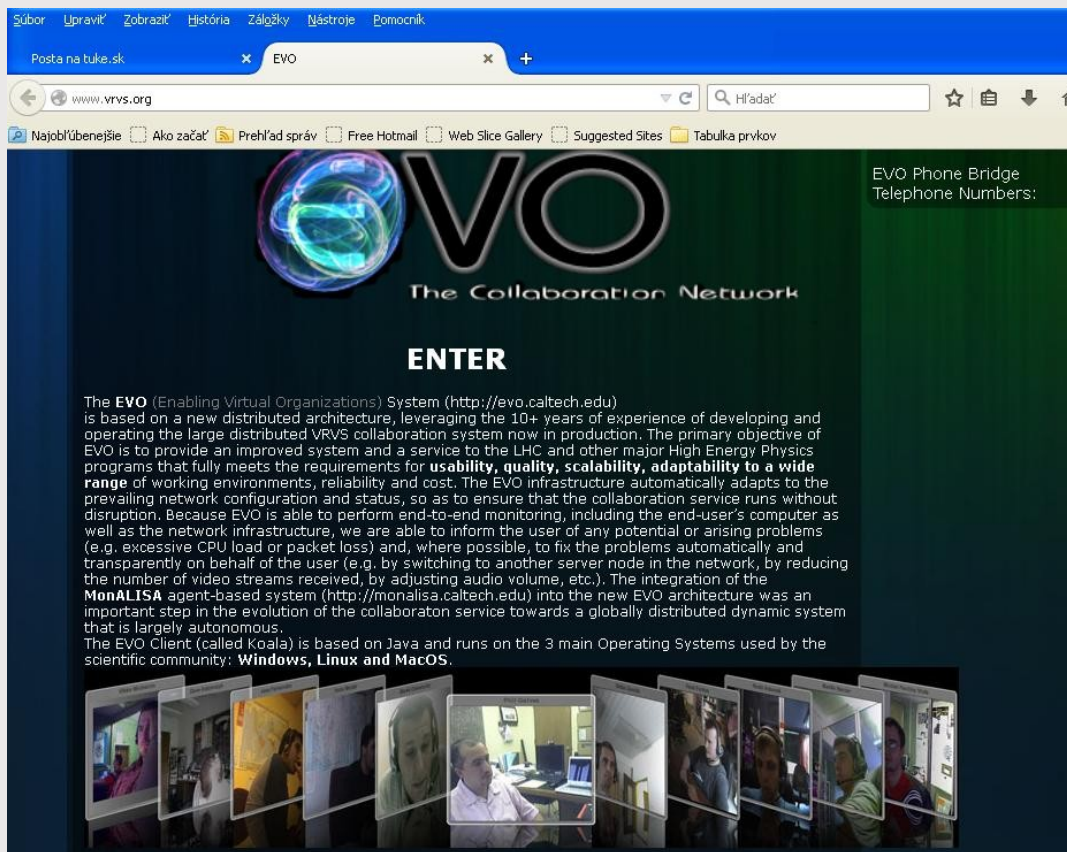 Súbor Upraviť Zobraziť História Záložky Nástroje Pomocník
Posta na tuke.sk EVO
www.vrvs.org Hľadať
Najobľúbenejšie Ako začať Prehľad správ Free Hotmail Web Slice Gallery Suggested Sites Tabulka prvkov
EVO
The Collaboration Network
EVO Phone Bridge
Telephone Numbers:
ENTER
The EVO (Enabling Virtual Organizations) System (http://evo.caltech.edu)
is based on a new distributed architecture, leveraging the 10+ years of experience of developing and
operating the large distributed VRVS collaboration system now in production. The primary objective of
EVO is to provide an improved system and a service to the LHC and other major High Energy Physics
programs that fully meets the requirements for usability, quality, scalability, adaptability to a wide
range of working environments, reliability and cost. The EVO infrastructure automatically adapts to the
prevailing network configuration and status, so as to ensure that the collaboration service runs without
disruption. Because EVO is able to perform end-to-end monitoring, including the end-user's computer as
well as the network infrastructure, we are able to inform the user of any potential or arising problems
(e.g. excessive CPU load or packet loss) and, where possible, to fix the problems automatically and
transparently on behalf of the user (e.g. by switching to another server node in the network, by reducing
the number of video streams received, by adjusting audio volume, etc.). The integration of the
MonALISA agent-based system (http://monalisa.caltech.edu) into the new EVO architecture was an
important step in the evolution of the collaboraton service towards a globally distributed dynamic system
that is largely autonomous.
The EVO Client (called Koala) is based on Java and runs on the 3 main Operating Systems used by the
scientific community: Windows, Linux and MacOS.